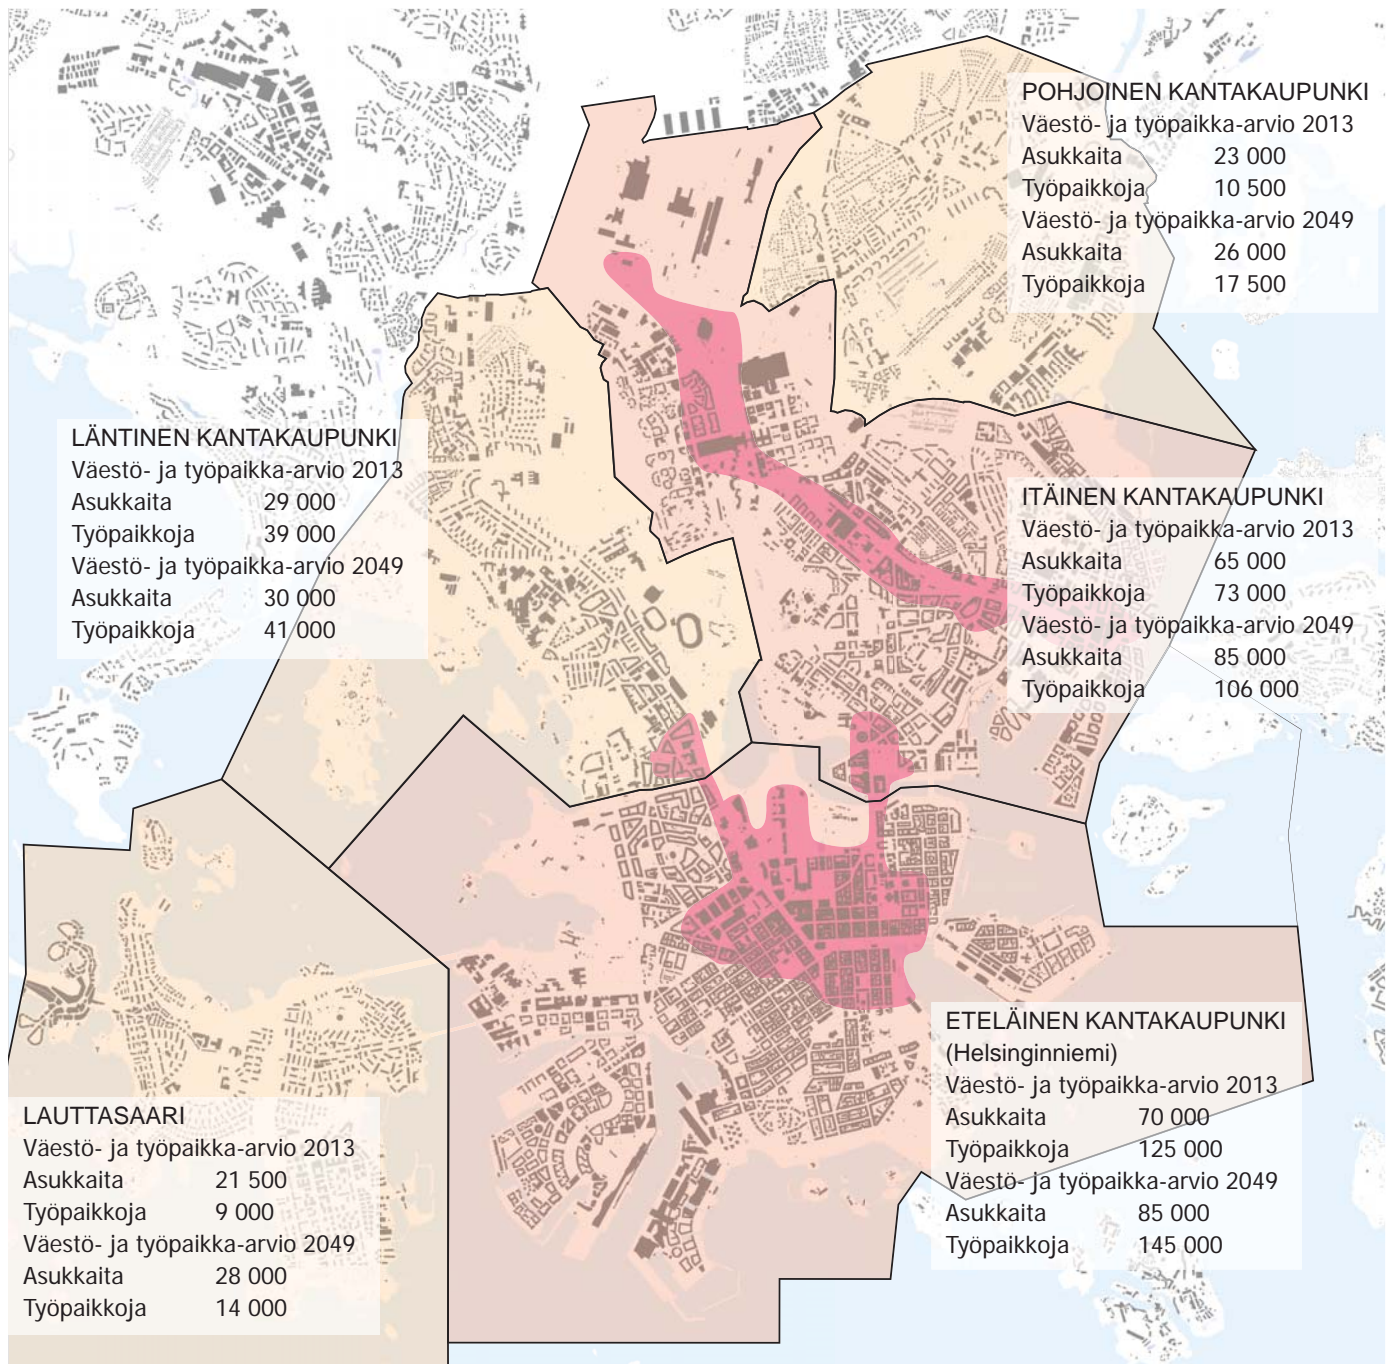 POHJOINEN KANTAKAUPUNKI
Väestö- ja työpaikka-arvio 2013
Asukkaita 23 000
Työpaikkoja 10 500
Väestö- ja työpaikka-arvio 2049
Asukkaita 26 000
Työpaikkoja 17 500
LÄNTINEN KANTAKAUPUNKI
Väestö- ja työpaikka-arvio 2013
Asukkaita 29 000
Työpaikkoja 39 000
Väestö- ja työpaikka-arvio 2049
Asukkaita 30 000
Työpaikkoja 41 000
ITÄINEN KANTAKAUPUNKI
Väestö- ja työpaikka-arvio 2013
Asukkaita 65 000
Työpaikkoja 73 000
Väestö- ja työpaikka-arvio 2049
Asukkaita 85 000
Työpaikkoja 106 000
ETELÄINEN KANTAKAUPUNKI
(Helsinginniemi)
Väestö- ja työpaikka-arvio 2013
Asukkaita 70 000
Työpaikkoja 125 000
Väestö- ja työpaikka-arvio 2049
Asukkaita 85 000
Työpaikkoja 145 000
LAUTTASAARI
Väestö- ja työpaikka-arvio 2013
Asukkaita 21 500
Työpaikkoja 9 000
Väestö- ja työpaikka-arvio 2049
Asukkaita 28 000
Työpaikkoja 14 000